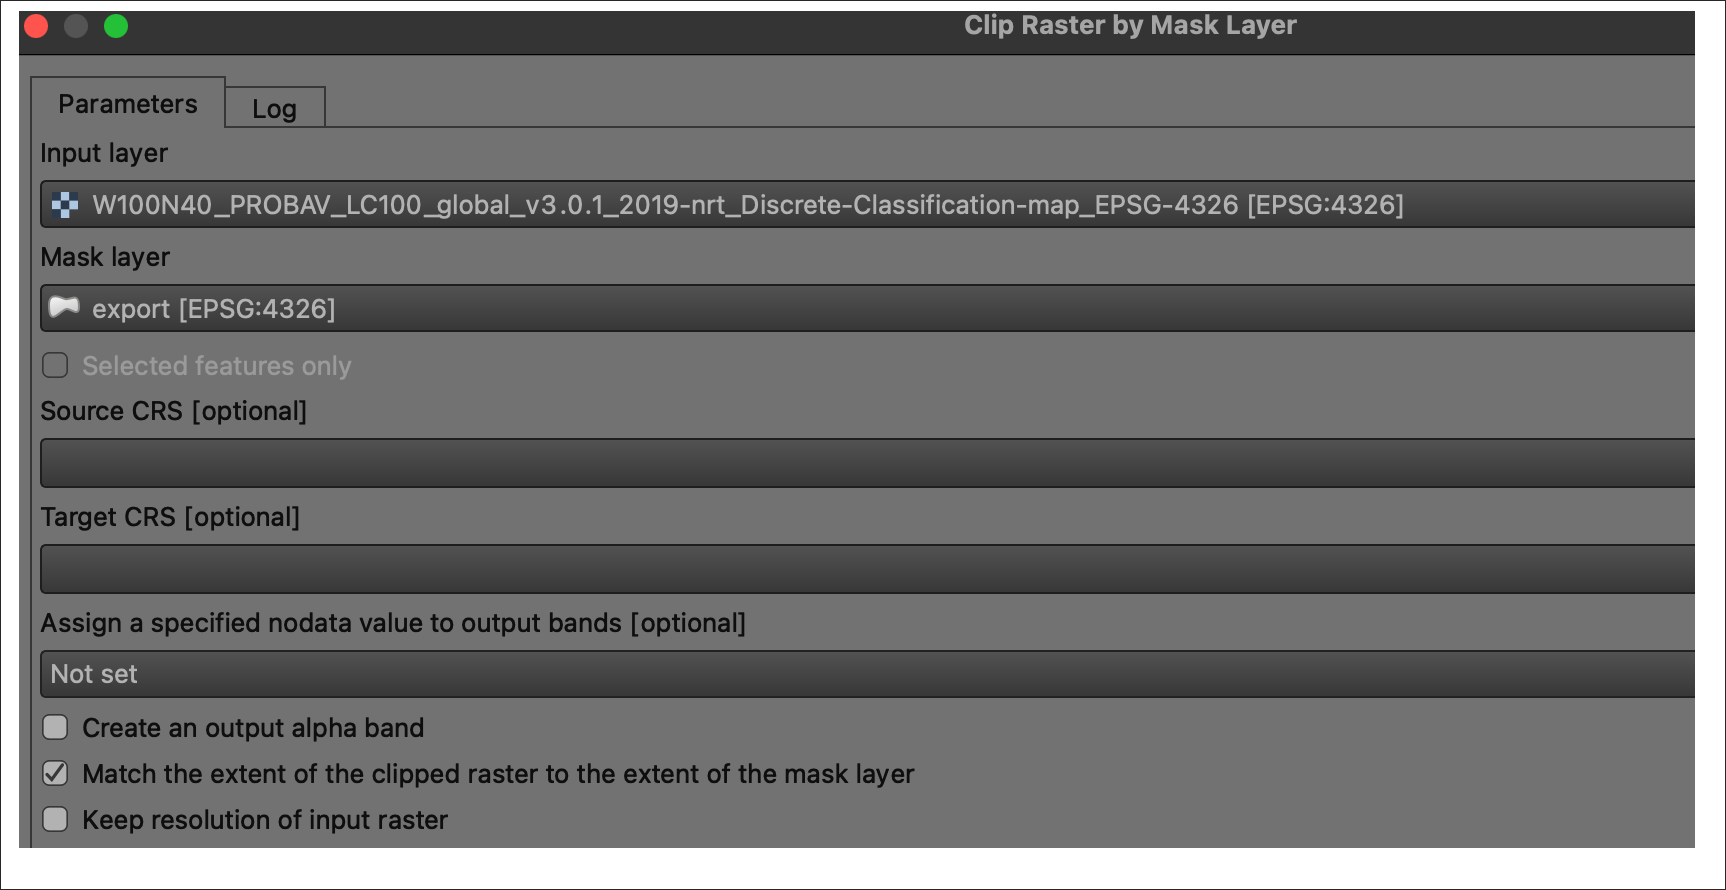 Clip Raster by Mask Layer
Parameters
Log
Input layer
W100N40_PROBAV_LC100_global_v3.0.1_2019-nrt_Discrete-Classification-map_EPSG-4326 [EPSG:4326]
Mask layer
export [EPSG:4326]
Selected features only
Source CRS [optional]
Target CRS [optional]
Assign a specified nodata value to output bands [optional]
Not set
Create an output alpha band
Match the extent of the clipped raster to the extent of the mask layer
Keep resolution of input raster